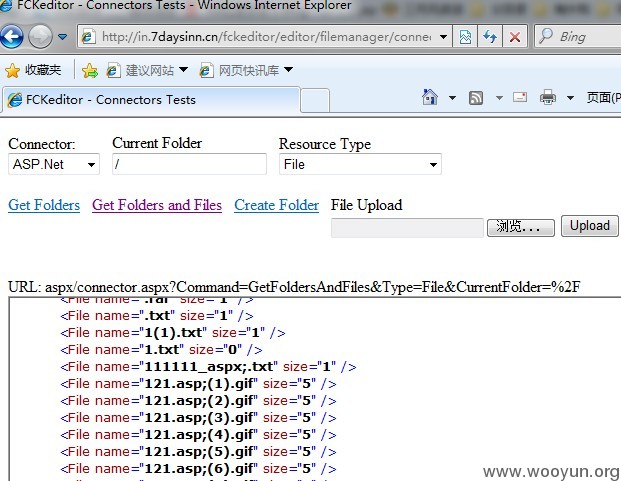 FCKeditor - Connectors Tests - Windows Internet Explorer
http://in.7daysinn.cn/fckeditor/editor/filemanager/conne
Bing
收藏夹 建议网站 网页快讯库
FCKeditor - Connectors Tests
页面(P
Connector: Current Folder Resource Type
ASP.Net / File
Get Folders Get Folders and Files Create Folder File Upload
浏览... Upload
URL: aspx/connector.aspx?Command=GetFoldersAndFiles&Type=File&CurrentFolder=%2F
<File name=".rar" size="1" />
<File name=".txt" size="1" />
<File name="1(1).txt" size="1" />
<File name="1.txt" size="0" />
<File name="111111_aspx;.txt" size="1" />
<File name="121.asp;(1).gif" size="5" />
<File name="121.asp;(2).gif" size="5" />
<File name="121.asp;(3).gif" size="5" />
<File name="121.asp;(4).gif" size="5" />
<File name="121.asp;(5).gif" size="5" />
<File name="121.asp;(6).gif" size="5" />
www.wooyun.org